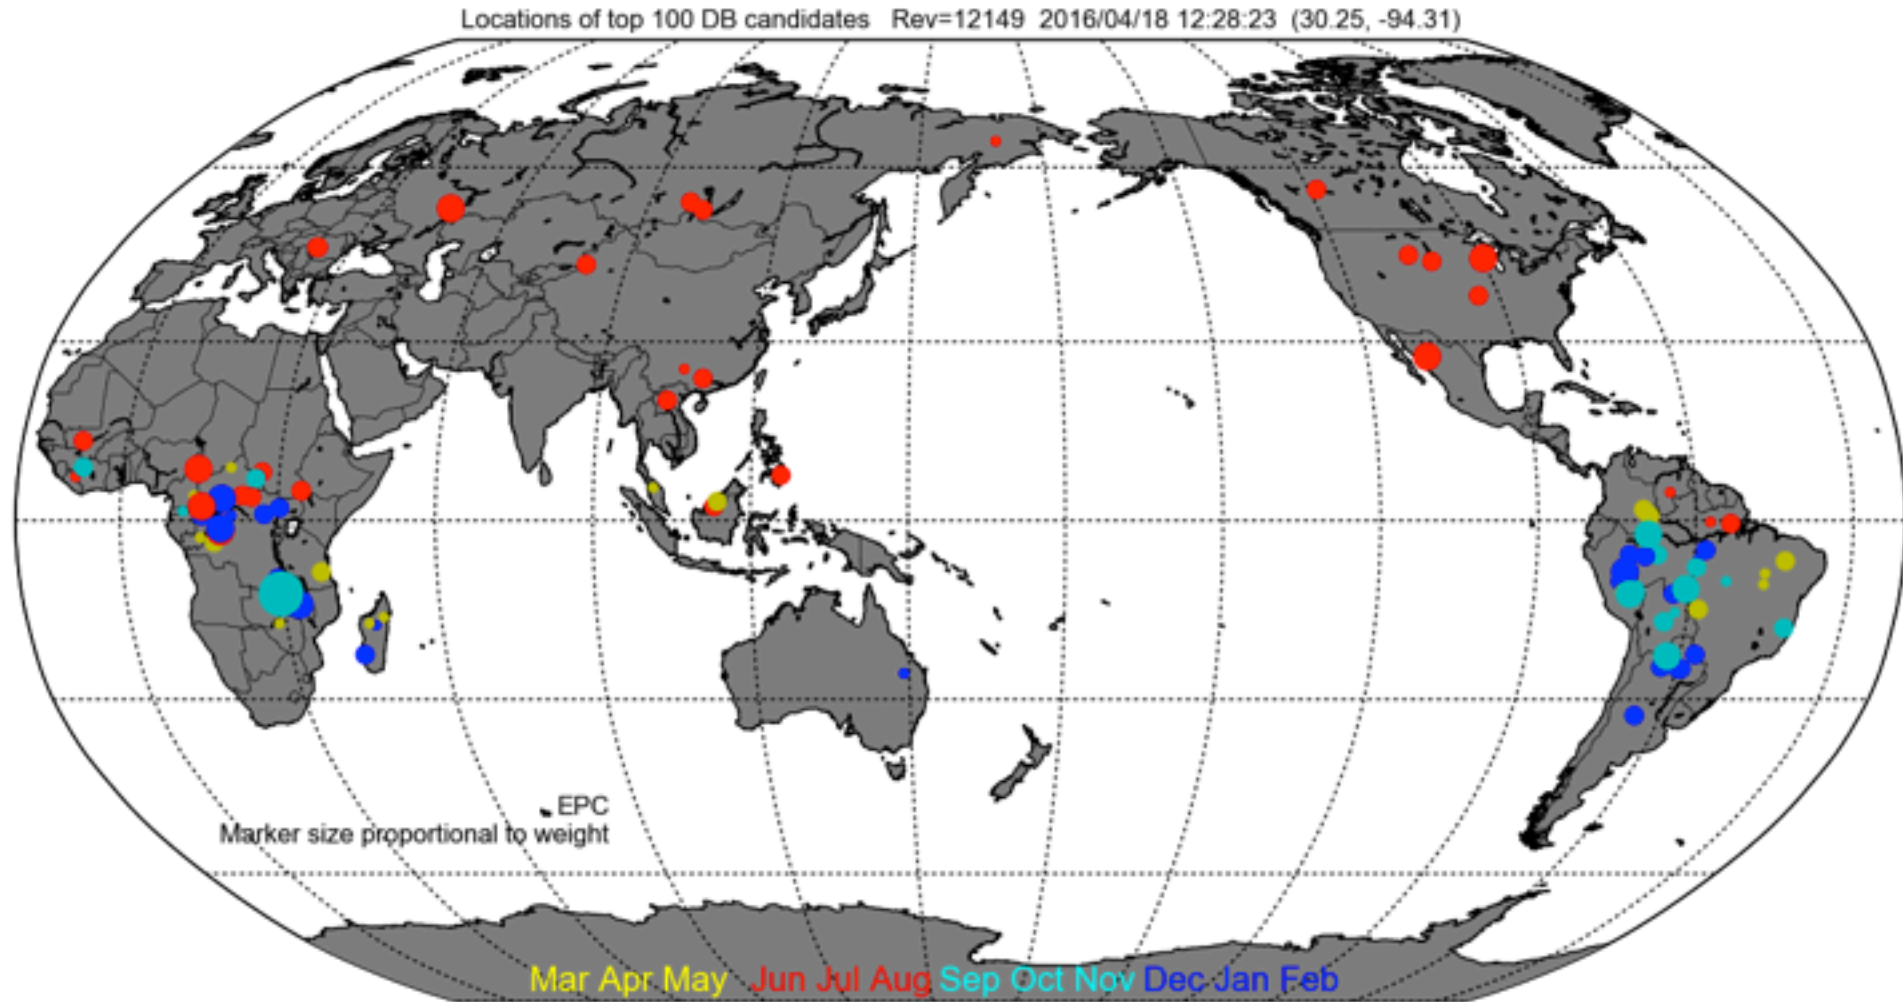 Locations of top 100 DB candidates Rev=12149 2016/04/18 12:28:23 (30.25, -94.31)
EPC
Marker size proportional to weight
Mar Apr May Jun Jul Aug Sep Oct Nov Dec Jan Feb